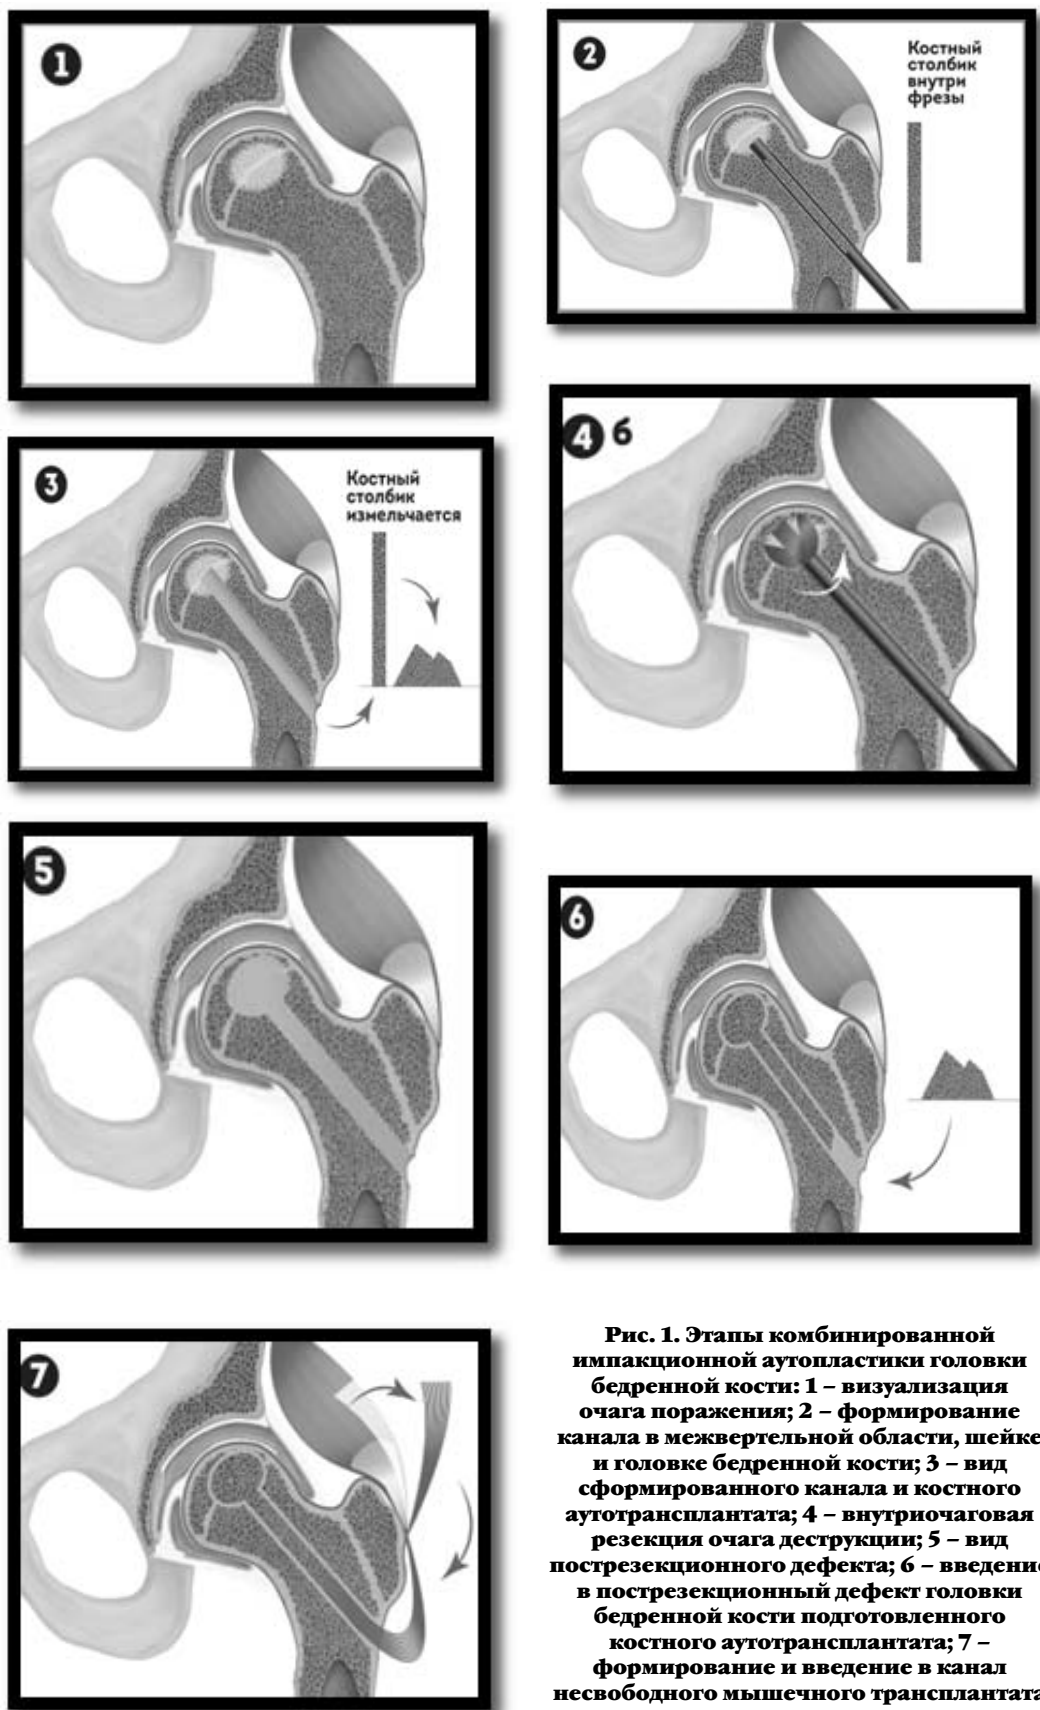 1
2
Костный
столбик
внутри
фрезы
3
Костный
столбик
измельчается
4 б
5
6
7
Рис. 1. Этапы комбинированной
импакционной аутопластики головки
бедренной кости: 1 – визуализация
очага поражения; 2 – формирование
канала в межвертельной области, шейке
и головке бедренной кости; 3 – вид
сформированного канала и костного
аутотрансплантата; 4 – внутриочаговая
резекция очага деструкции; 5 – вид
пострезекционного дефекта; 6 – введение
в пострезекционный дефект головки
бедренной кости подготовленного
костного аутотрансплантата; 7 –
формирование и введение в канал
несвободного мышечного трансплантата